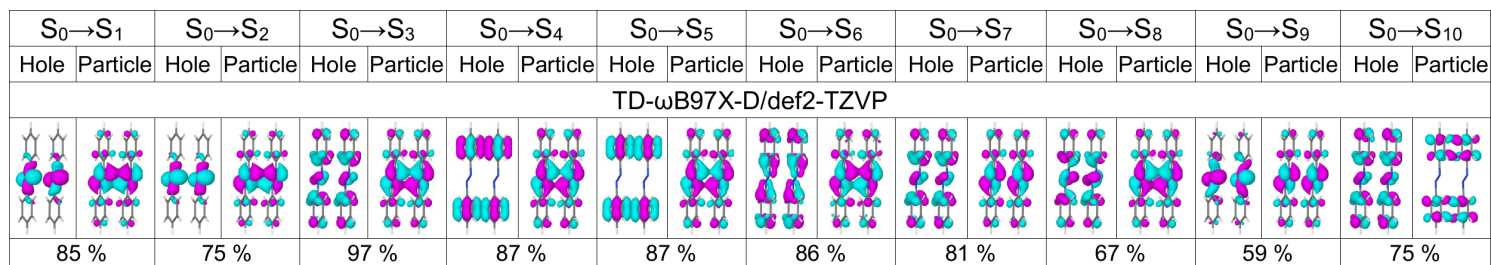 S₀→S₁ S₀→S₂ S₀→S₃ S₀→S₄ S₀→S₅ S₀→S₆ S₀→S₇ S₀→S₈ S₀→S₉ S₀→S₁₀
Hole Particle Hole Particle Hole Particle Hole Particle Hole Particle Hole Particle Hole Particle Hole Particle Hole Particle Hole Particle
TD-ωB97X-D/def2-TZVP
85 % 75 % 97 % 87 % 87 % 86 % 81 % 67 % 59 % 75 %